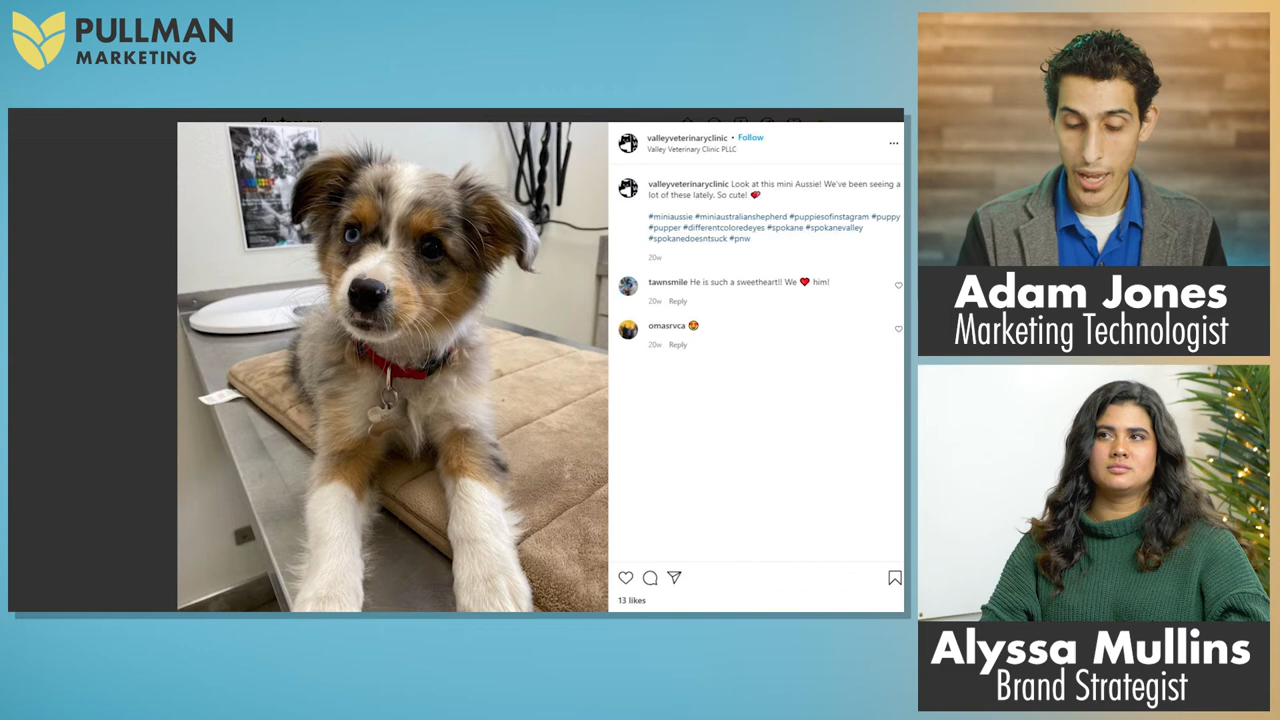 PULLMAN
MARKETING
valleyveterinaryclinic • Follow
Valley Veterinary Clinic PLLC
valleyveterinaryclinic Look at this mini Aussie! We've been seeing a
lot of these lately. So cute! 💕
#miniaussie #miniaustralianshepherd #puppiesofinstagram #puppy
#pupper #differentcoloredeyes #spokane #spokanevalley
#spokanedoesntsuck #pnw
20w
tawnsmile He is such a sweetheart!! We ❤️ him!
20w Reply
omasrvca 😍
20w Reply
13 likes
Adam Jones
Marketing Technologist
Alyssa Mullins
Brand Strategist